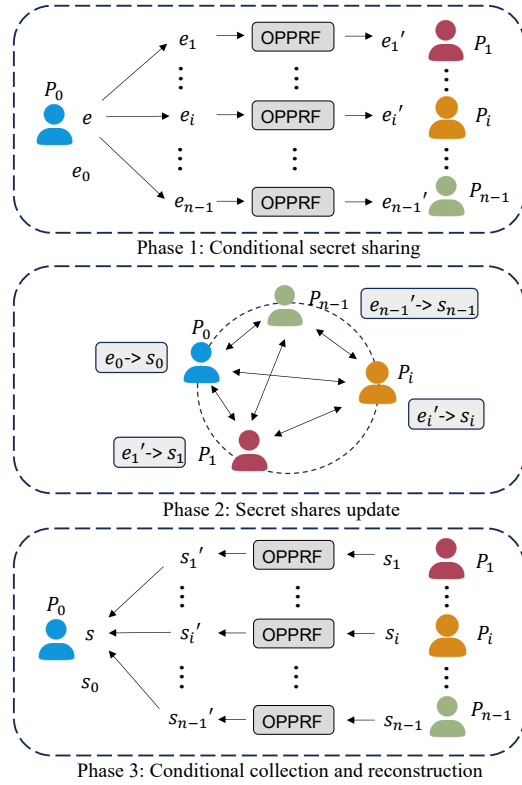 e₁ OPPRF e₁′ P₁
⋮ ⋮ ⋮
P₀ e eᵢ OPPRF eᵢ′ Pᵢ
e₀ ⋮ ⋮ ⋮
eₙ₋₁ OPPRF eₙ₋₁′ Pₙ₋₁
Phase 1: Conditional secret sharing
Pₙ₋₁ eₙ₋₁′-> sₙ₋₁
P₀
e₀-> s₀ Pᵢ
eᵢ′-> sᵢ
e₁′-> s₁ P₁
Phase 2: Secret shares update
s₁′ OPPRF s₁ P₁
⋮ ⋮ ⋮
P₀ s sᵢ′ OPPRF sᵢ Pᵢ
s₀ ⋮ ⋮ ⋮
sₙ₋₁′ OPPRF sₙ₋₁ Pₙ₋₁
Phase 3: Conditional collection and reconstruction